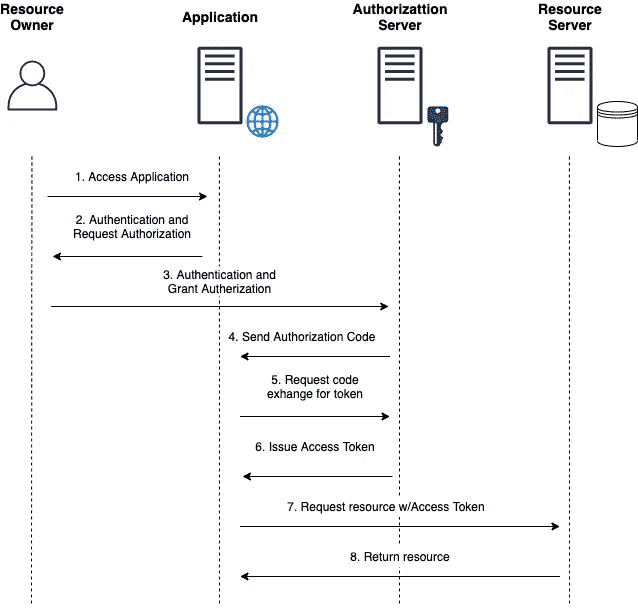 Resource
Owner
Application
Authorizattion
Server
Resource
Server
1. Access Application
2. Authentication and
Request Authorization
3. Authentication and
Grant Autherization
4. Send Authorization Code
5. Request code
exhange for token
6. Issue Access Token
7. Request resource w/Access Token
8. Return resource